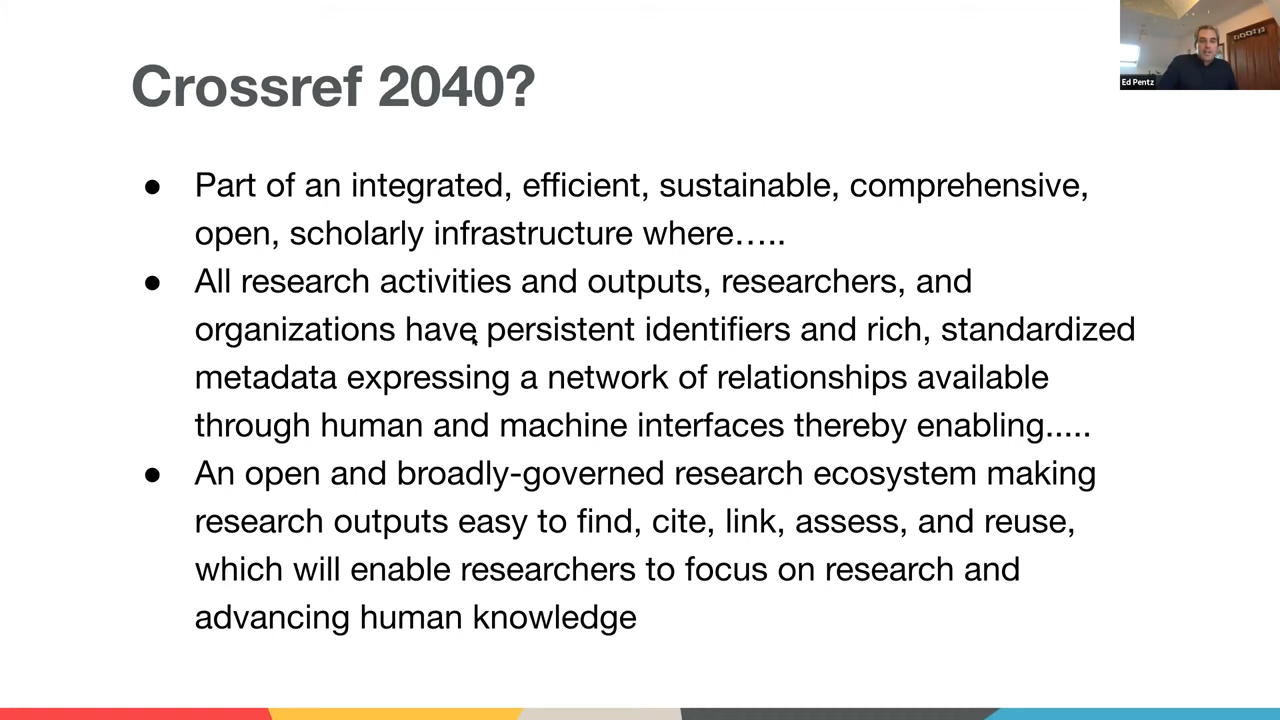 Crossref 2040?
Ed Pentz
● Part of an integrated, efficient, sustainable, comprehensive,
open, scholarly infrastructure where…..
● All research activities and outputs, researchers, and
organizations have persistent identifiers and rich, standardized
metadata expressing a network of relationships available
through human and machine interfaces thereby enabling.....
● An open and broadly-governed research ecosystem making
research outputs easy to find, cite, link, assess, and reuse,
which will enable researchers to focus on research and
advancing human knowledge